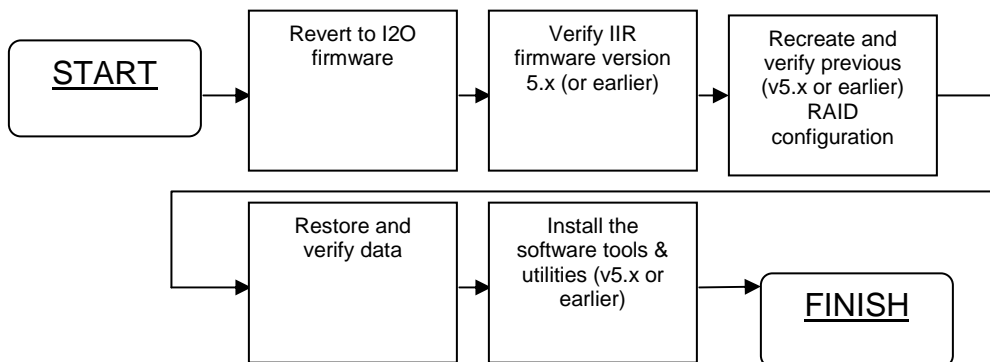 START
Revert to I2O
firmware
Verify IIR
firmware version
5.x (or earlier)
Recreate and
verify previous
(v5.x or earlier)
RAID
configuration
Restore and
verify data
Install the
software tools &
utilities (v5.x or
earlier)
FINISH